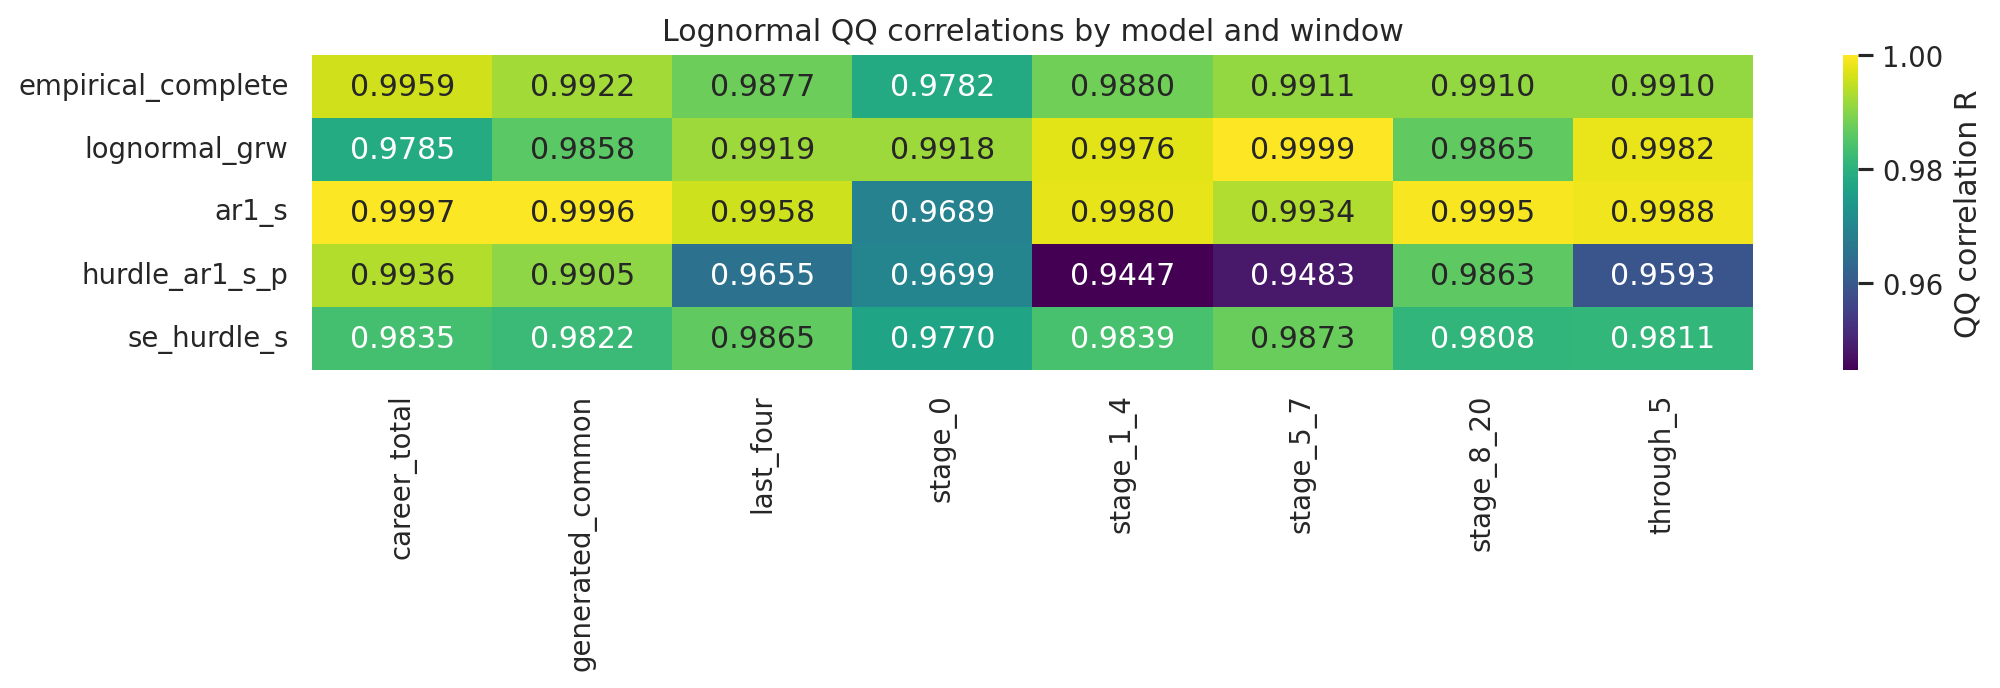 Lognormal QQ correlations by model and window
empirical_complete 0.9959 0.9922 0.9877 0.9782 0.9880 0.9911 0.9910 0.9910
lognormal_grw 0.9785 0.9858 0.9919 0.9918 0.9976 0.9999 0.9865 0.9982
ar1_s 0.9997 0.9996 0.9958 0.9689 0.9980 0.9934 0.9995 0.9988
hurdle_ar1_s_p 0.9936 0.9905 0.9655 0.9699 0.9447 0.9483 0.9863 0.9593
se_hurdle_s 0.9835 0.9822 0.9865 0.9770 0.9839 0.9873 0.9808 0.9811
career_total
generated_common
last_four
stage_0
stage_1_4
stage_5_7
stage_8_20
through_5
1.00
0.98
0.96
QQ correlation R